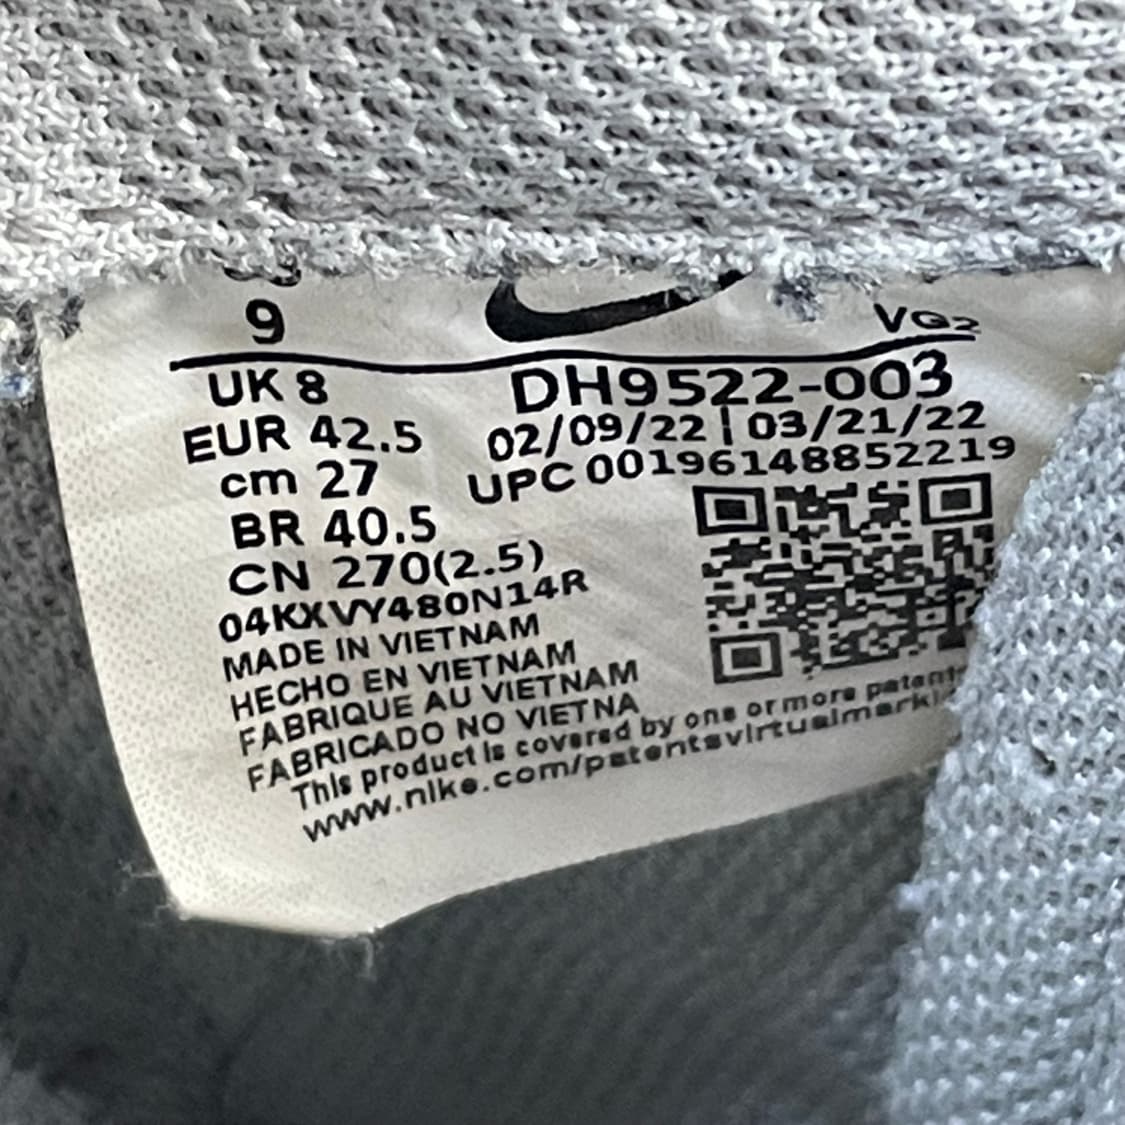 9
VG2
UK 8
DH9522-003
EUR 42.5
02/09/22 | 03/21/22
cm 27
UPC 00196148852219
BR 40.5
CN 270(2.5)
04KXVY480N14R
MADE IN VIETNAM
HECHO EN VIETNAM
FABRIQUE AU VIETNAM
FABRICADO NO VIETNA
This product is covered by one or more patent
www.nike.com/patentsvirtualmarki